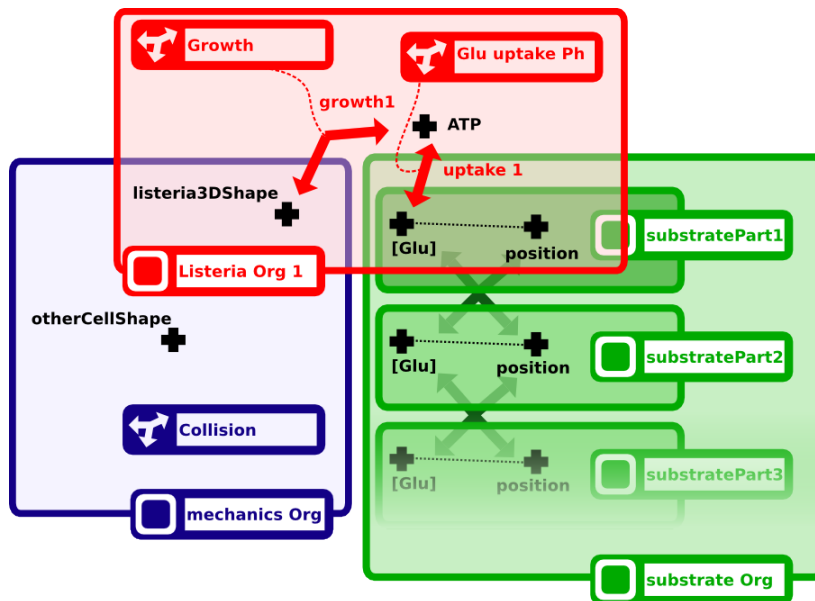 Growth
Glu uptake Ph
growth1
ATP
uptake 1
listeria3DShape
[Glu]
position
substratePart1
Listeria Org 1
otherCellShape
[Glu]
position
substratePart2
Collision
[Glu]
position
substratePart3
mechanics Org
substrate Org